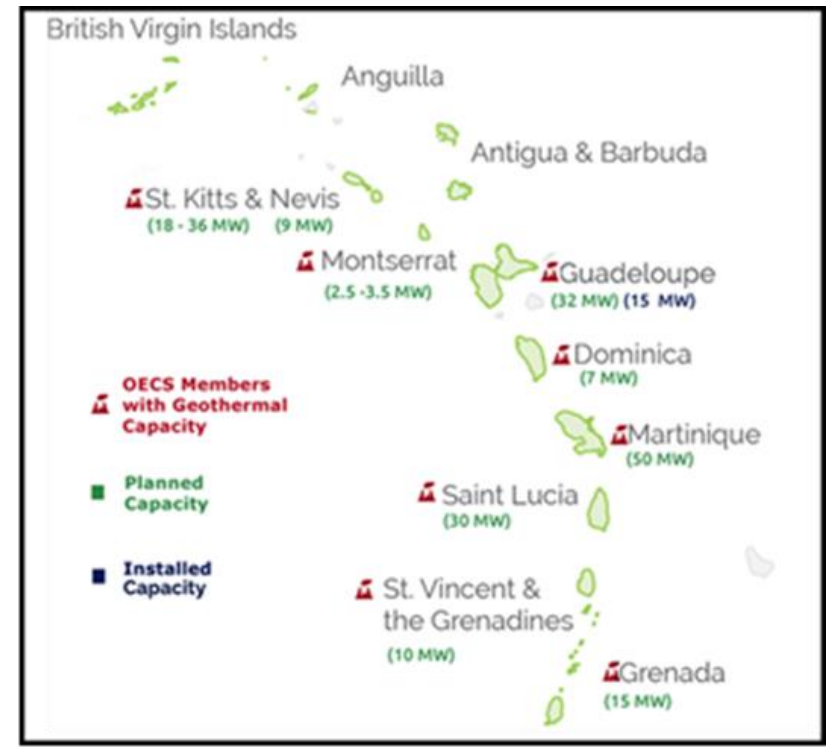 British Virgin Islands
Anguilla
Antigua & Barbuda
St. Kitts & Nevis
(18 - 36 MW) (9 MW)
Montserrat
(2.5 -3.5 MW)
Guadeloupe
(32 MW) (15 MW)
Dominica
(7 MW)
OECS Members
with Geothermal
Capacity
Martinique
(50 MW)
Planned
Capacity
Saint Lucia
(30 MW)
Installed
Capacity
St. Vincent &
the Grenadines
(10 MW)
Grenada
(15 MW)